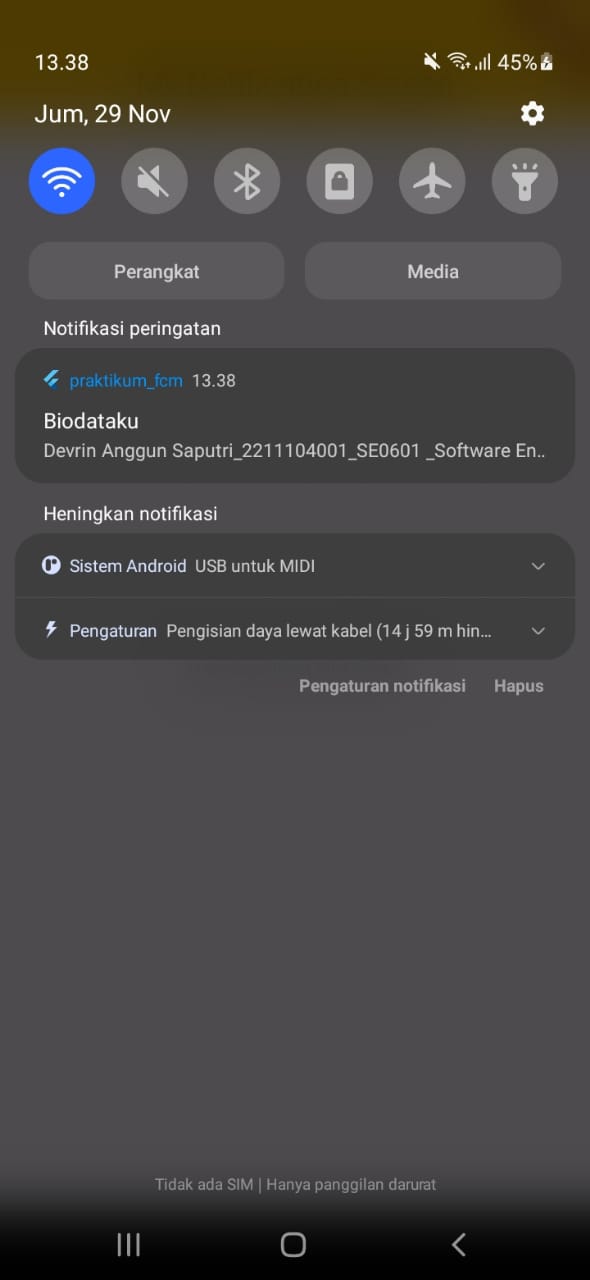 13.38 45%
Jum, 29 Nov
Perangkat Media
Notifikasi peringatan
praktikum_fcm 13.38
Biodataku
Devrin Anggun Saputri_2211104001_SE0601 _Software En..
Heningkan notifikasi
Sistem Android USB untuk MIDI
Pengaturan Pengisian daya lewat kabel (14 j 59 m hin...
Pengaturan notifikasi Hapus
Tidak ada SIM | Hanya panggilan darurat